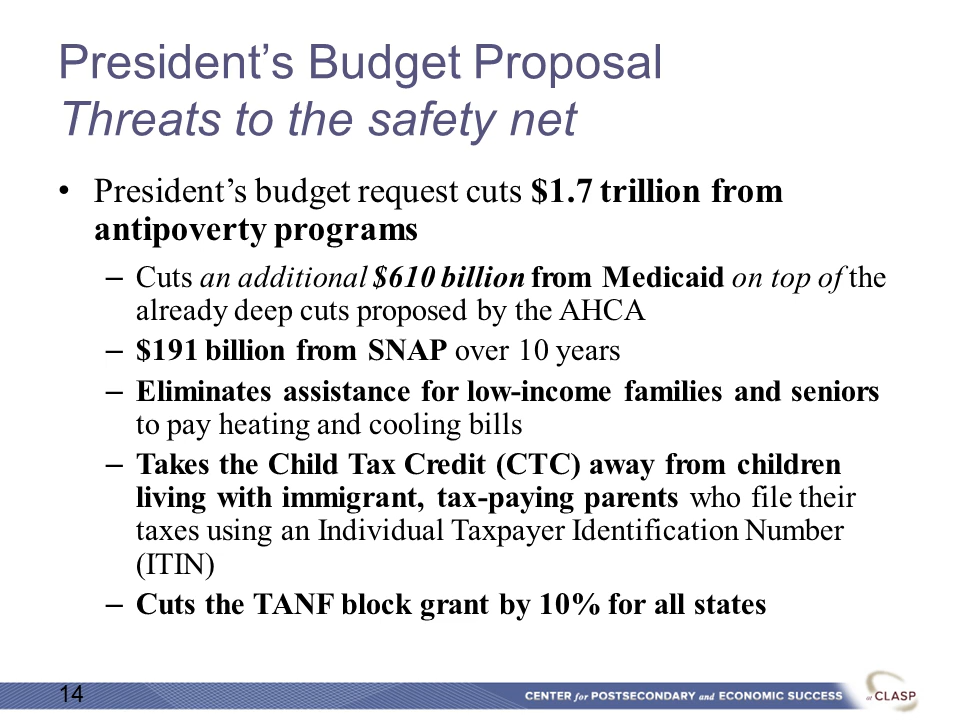 President’s Budget Proposal
Threats to the safety net
• President’s budget request cuts $1.7 trillion from
antipoverty programs
– Cuts an additional $610 billion from Medicaid on top of the
already deep cuts proposed by the AHCA
– $191 billion from SNAP over 10 years
– Eliminates assistance for low-income families and seniors
to pay heating and cooling bills
– Takes the Child Tax Credit (CTC) away from children
living with immigrant, tax-paying parents who file their
taxes using an Individual Taxpayer Identification Number
(ITIN)
– Cuts the TANF block grant by 10% for all states
14
CENTER for POSTSECONDARY and ECONOMIC SUCCESS at CLASP